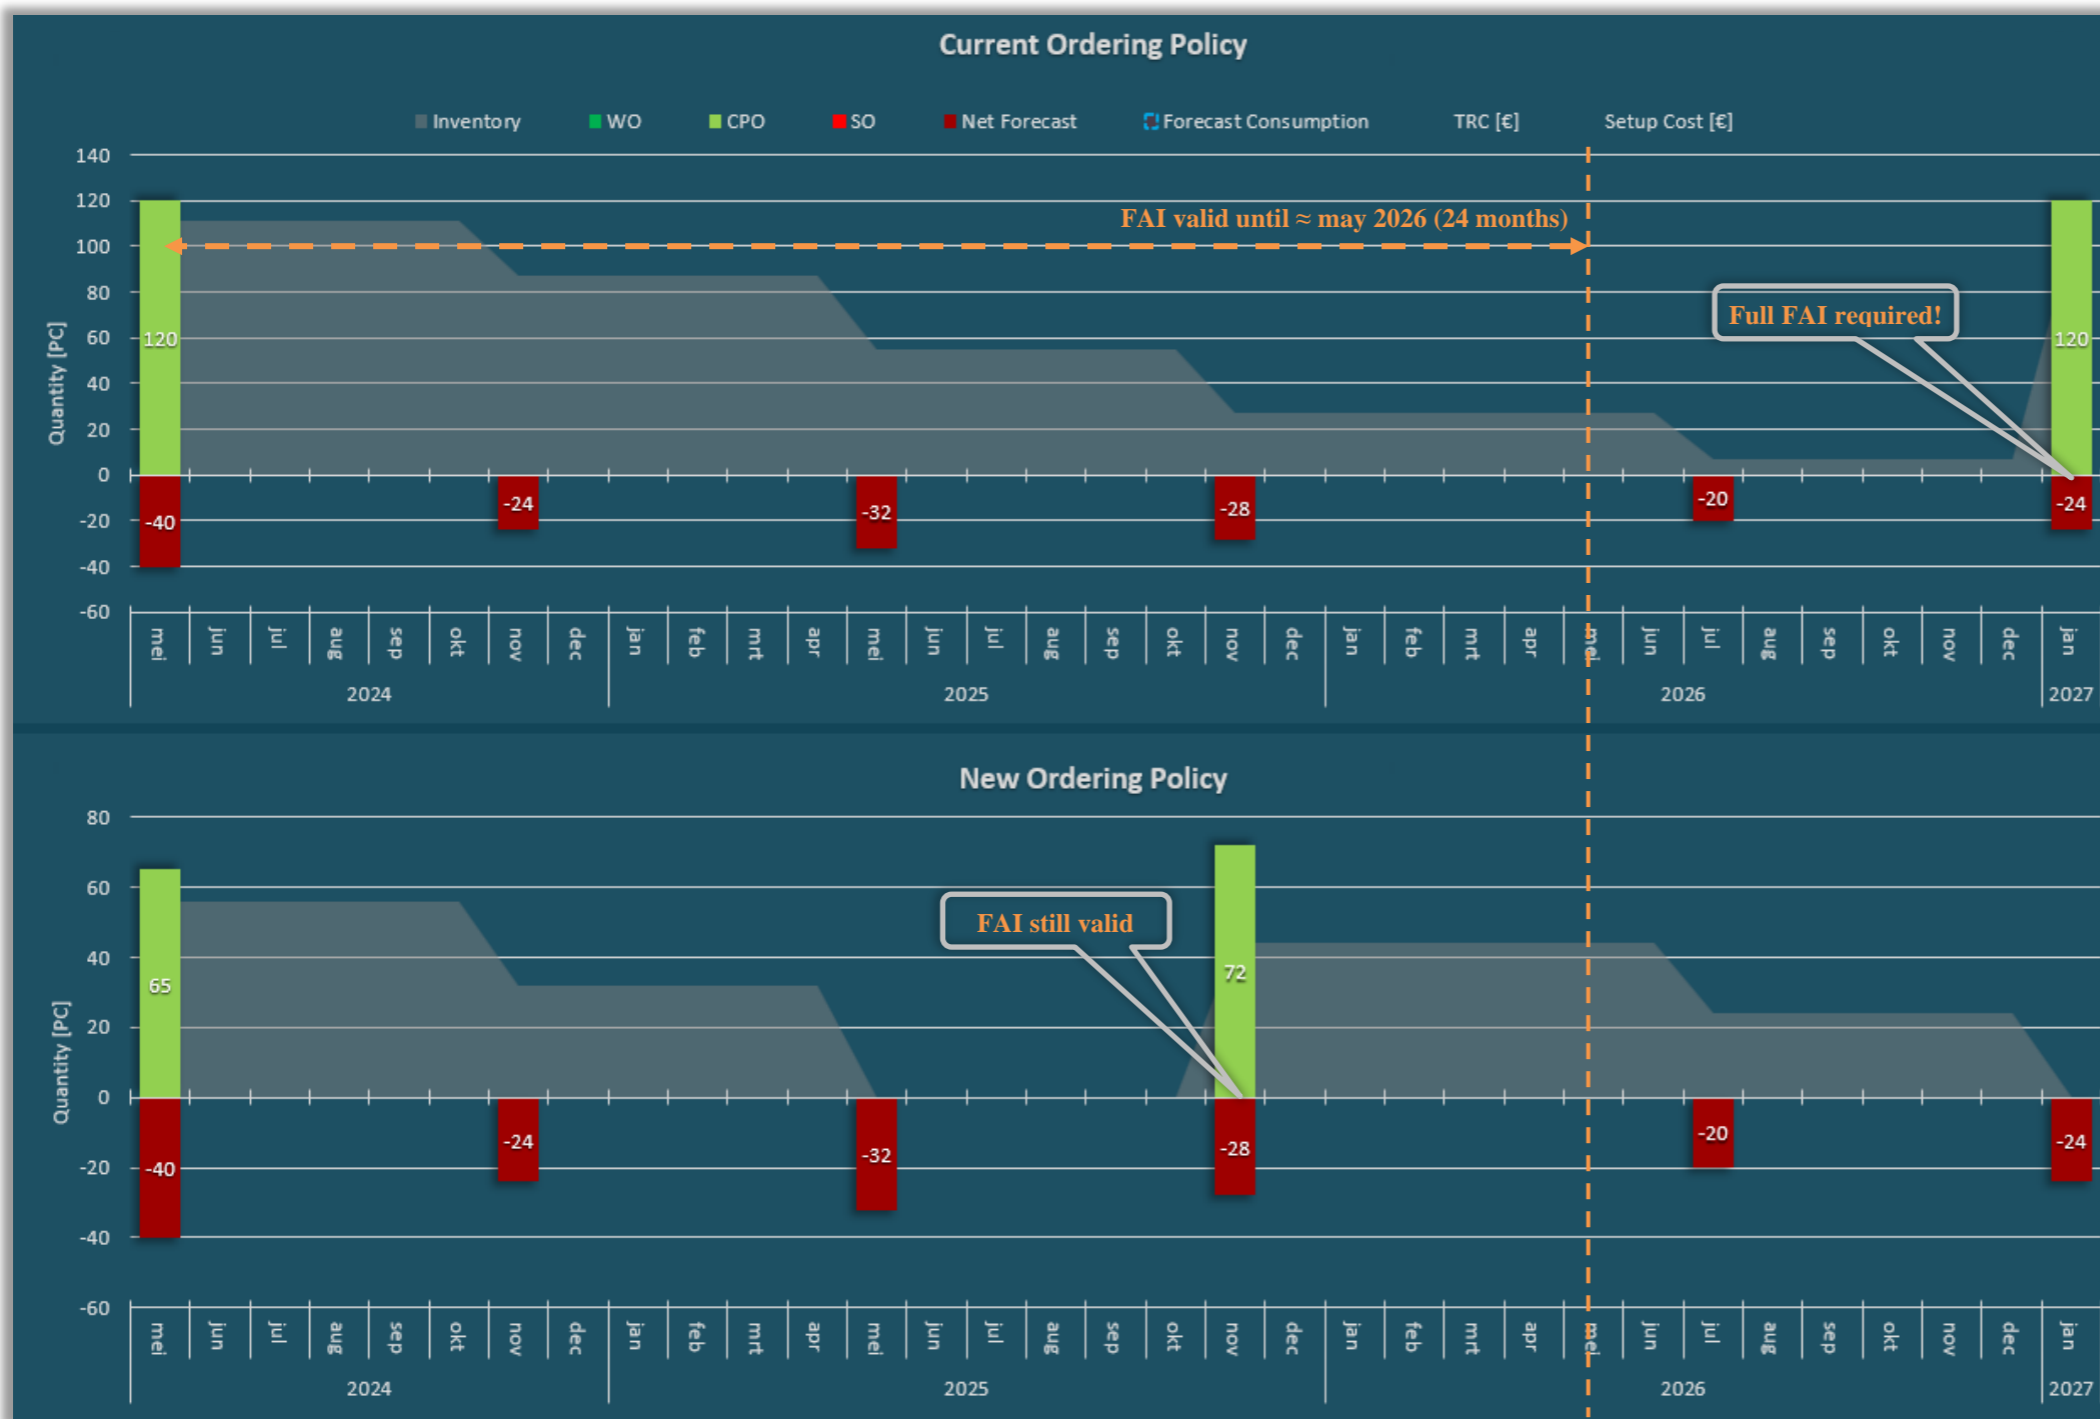 Current Ordering Policy
Inventory WO CPO SO Net Forecast Forecast Consumption TRC [€] Setup Cost [€]
140
120
100
80
60
40
20
0
-20
-40
-60
Quantity [PC]
FAI valid until ≈ may 2026 (24 months)
Full FAI required!
120 120
-40 -24 -32 -28 -20 -24
mei jun jul aug sep okt nov dec jan feb mrt apr mei jun jul aug sep okt nov dec jan feb mrt apr mei jun jul aug sep okt nov dec jan
2024 2025 2026 2027
New Ordering Policy
80
60
40
20
0
-20
-40
-60
Quantity [PC]
FAI still valid
65 72
-40 -24 -32 -28 -20 -24
mei jun jul aug sep okt nov dec jan feb mrt apr mei jun jul aug sep okt nov dec jan feb mrt apr mei jun jul aug sep okt nov dec jan
2024 2025 2026 2027